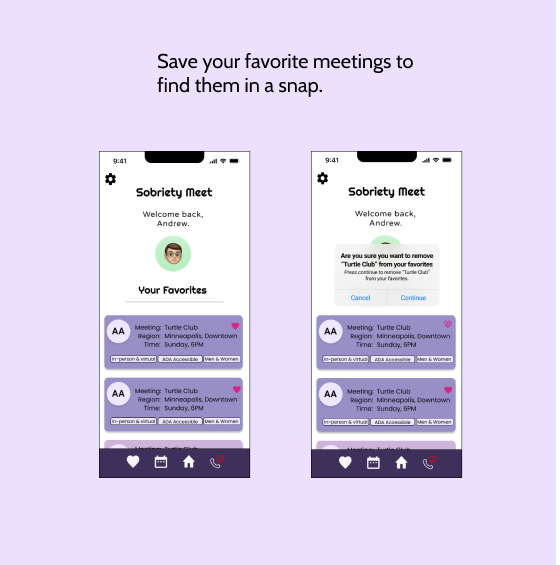 Save your favorite meetings to
find them in a snap.
9:41
Sobriety Meet
Welcome back,
Andrew.
Your Favorites
AA
Meeting: Turtle Club
Region: Minneapolis, Downtown
Time: Sunday, 6PM
In-person & virtual ADA Accessible Men & Women
AA
Meeting: Turtle Club
Region: Minneapolis, Downtown
Time: Sunday, 6PM
In-person & virtual ADA Accessible Men & Women
Meeting: Turtle Club
9:41
Sobriety Meet
Welcome back,
Andrew.
Are you sure you want to remove
"Turtle Club" from your favorites
Press continue to remove "Turtle Club"
from your favorites.
Cancel Continue
AA
Meeting: Turtle Club
Region: Minneapolis, Downtown
Time: Sunday, 6PM
In-person & virtual ADA Accessible Men & Women
AA
Meeting: Turtle Club
Region: Minneapolis, Downtown
Time: Sunday, 6PM
In-person & virtual ADA Accessible Men & Women
Meeting: Turtle Club